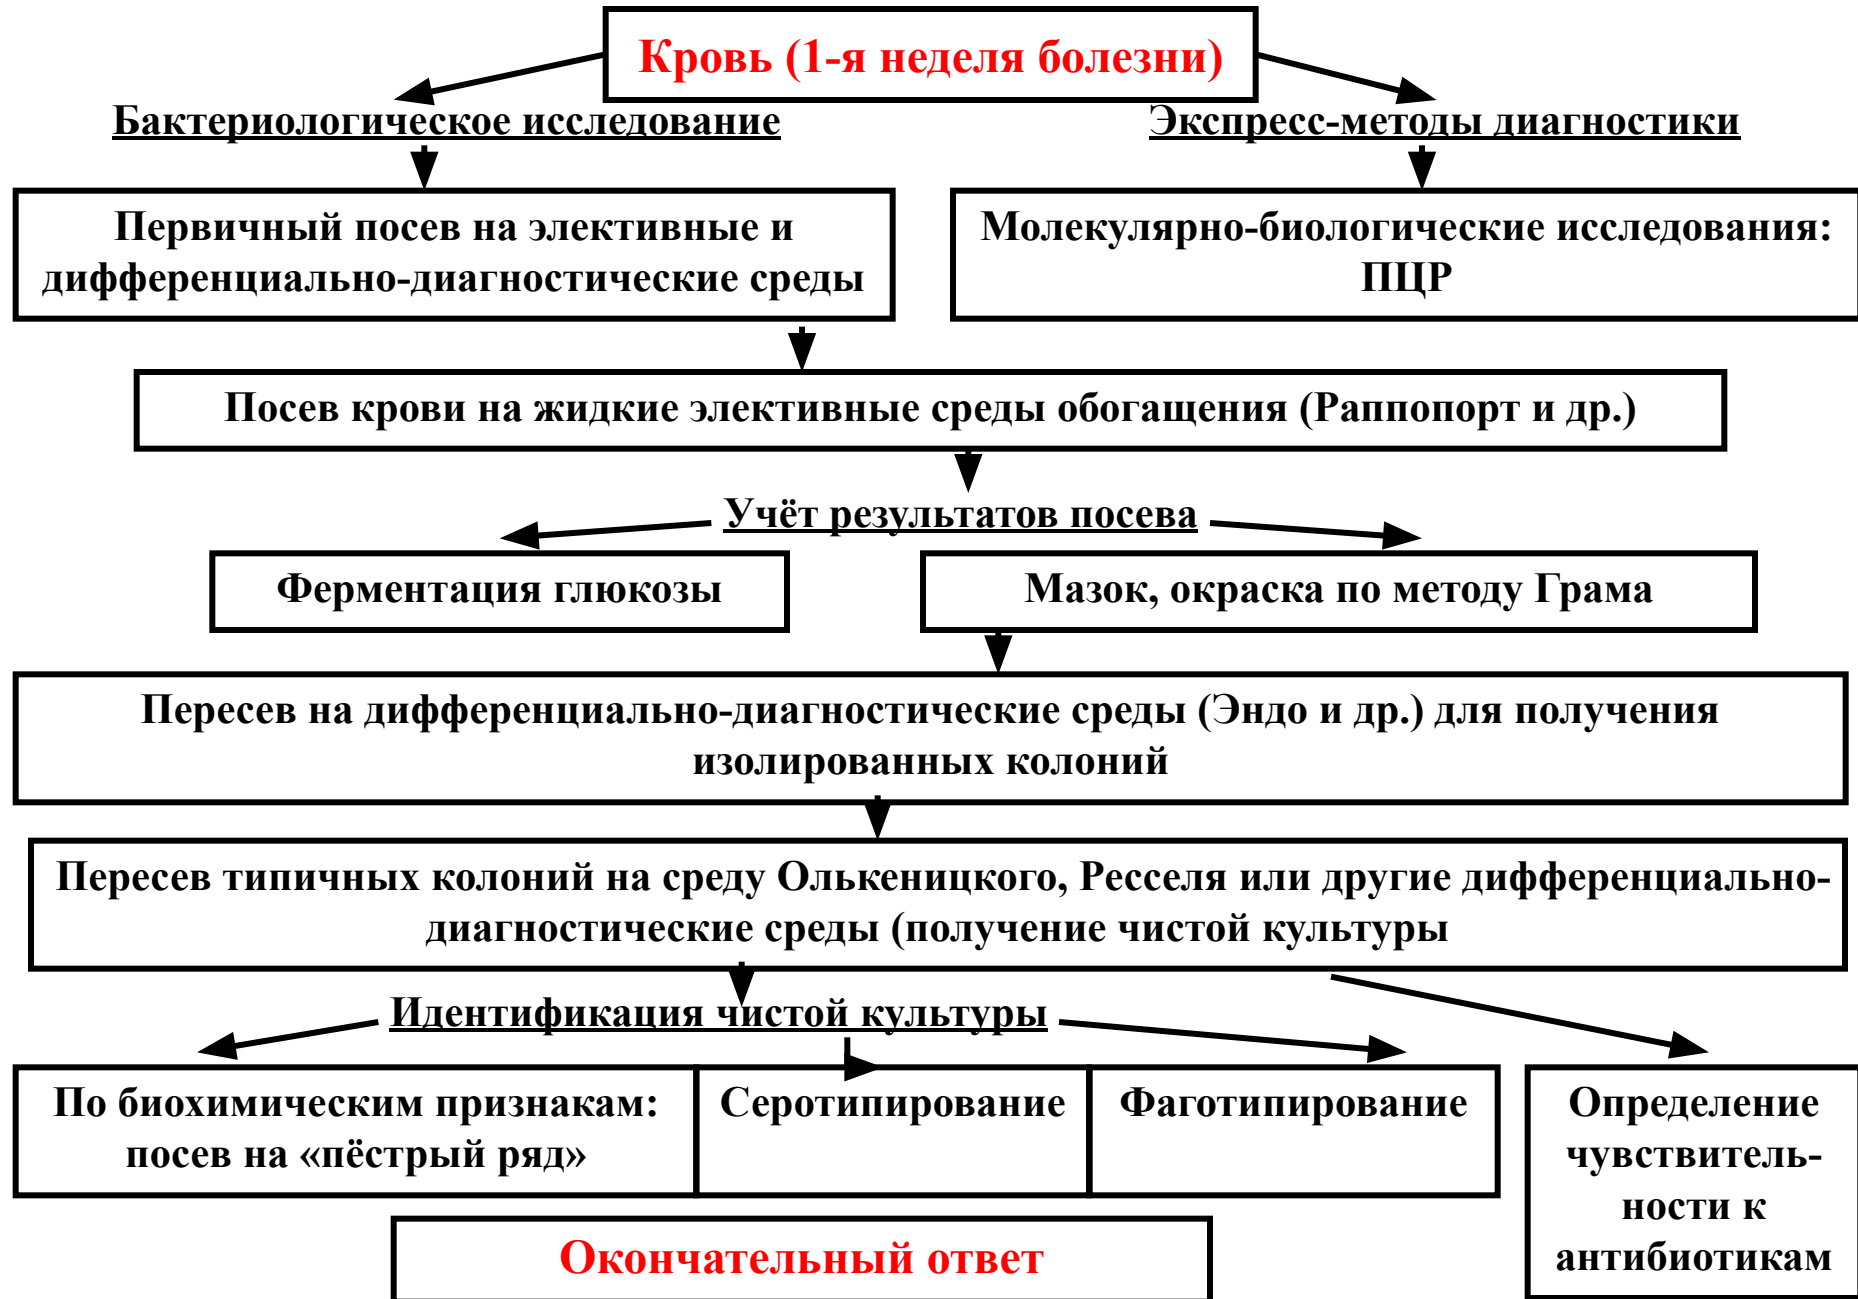 Кровь (1-я неделя болезни)
Бактериологическое исследование
Экспресс-методы диагностики
Первичный посев на элективные и
дифференциально-диагностические среды
Молекулярно-биологические исследования:
ПЦР
Посев крови на жидкие элективные среды обогащения (Раппопорт и др.)
Учёт результатов посева
Ферментация глюкозы
Мазок, окраска по методу Грама
Пересев на дифференциально-диагностические среды (Эндо и др.) для получения
изолированных колоний
Пересев типичных колоний на среду Олькеницкого, Ресселя или другие дифференциально-
диагностические среды (получение чистой культуры
Идентификация чистой культуры
По биохимическим признакам:
посев на «пёстрый ряд»
Серотипирование
Фаготипирование
Определение
чувствитель-
ности к
антибиотикам
Окончательный ответ